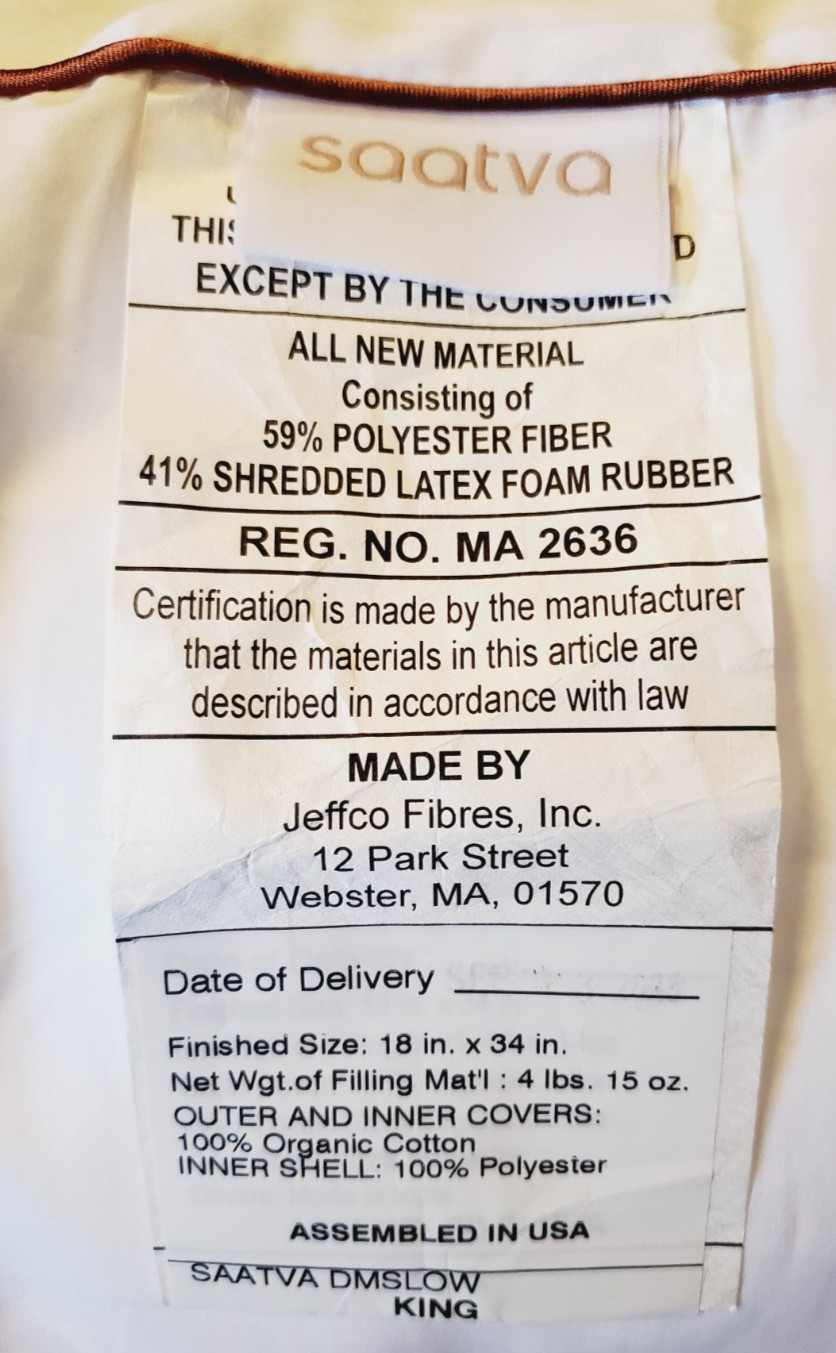 saatva
EXCEPT BY THE CONSUMER
ALL NEW MATERIAL
Consisting of
59% POLYESTER FIBER
41% SHREDDED LATEX FOAM RUBBER
REG. NO. MA 2636
Certification is made by the manufacturer
that the materials in this article are
described in accordance with law
MADE BY
Jeffco Fibres, Inc.
12 Park Street
Webster, MA, 01570
Date of Delivery
Finished Size: 18 in. x 34 in.
Net Wgt.of Filling Mat'l : 4 lbs. 15 oz.
OUTER AND INNER COVERS:
100% Organic Cotton
INNER SHELL: 100% Polyester
ASSEMBLED IN USA
SAATVA DMSLOW
KING